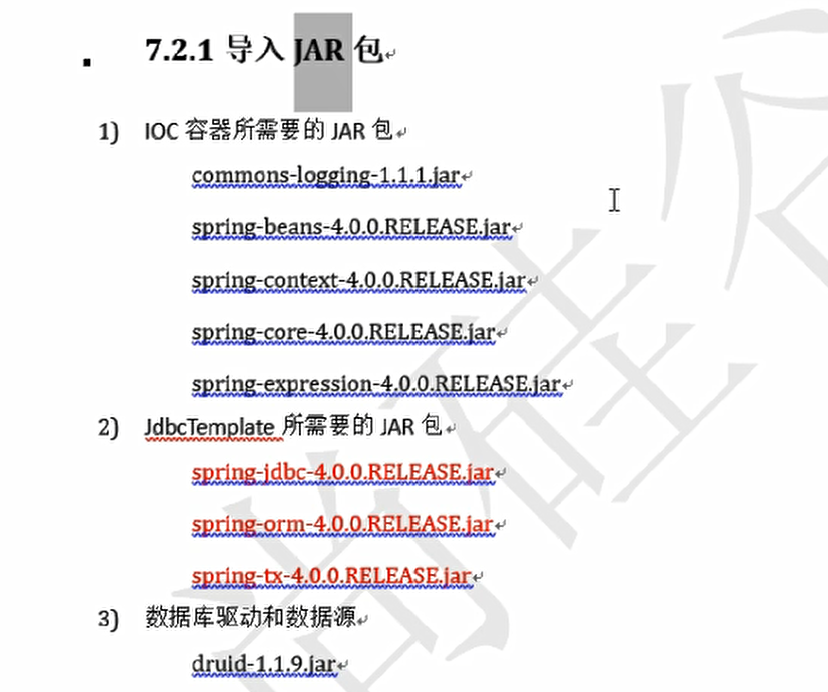 7.2.1 导入 JAR 包
1) IOC 容器所需要的 JAR 包
commons-logging-1.1.1.jar
spring-beans-4.0.0.RELEASE.jar
spring-context-4.0.0.RELEASE.jar
spring-core-4.0.0.RELEASE.jar
spring-expression-4.0.0.RELEASE.jar
2) JdbcTemplate 所需要的 JAR 包
spring-jdbc-4.0.0.RELEASE.jar
spring-orm-4.0.0.RELEASE.jar
spring-tx-4.0.0.RELEASE.jar
3) 数据库驱动和数据源
druid-1.1.9.jar
尚硅谷